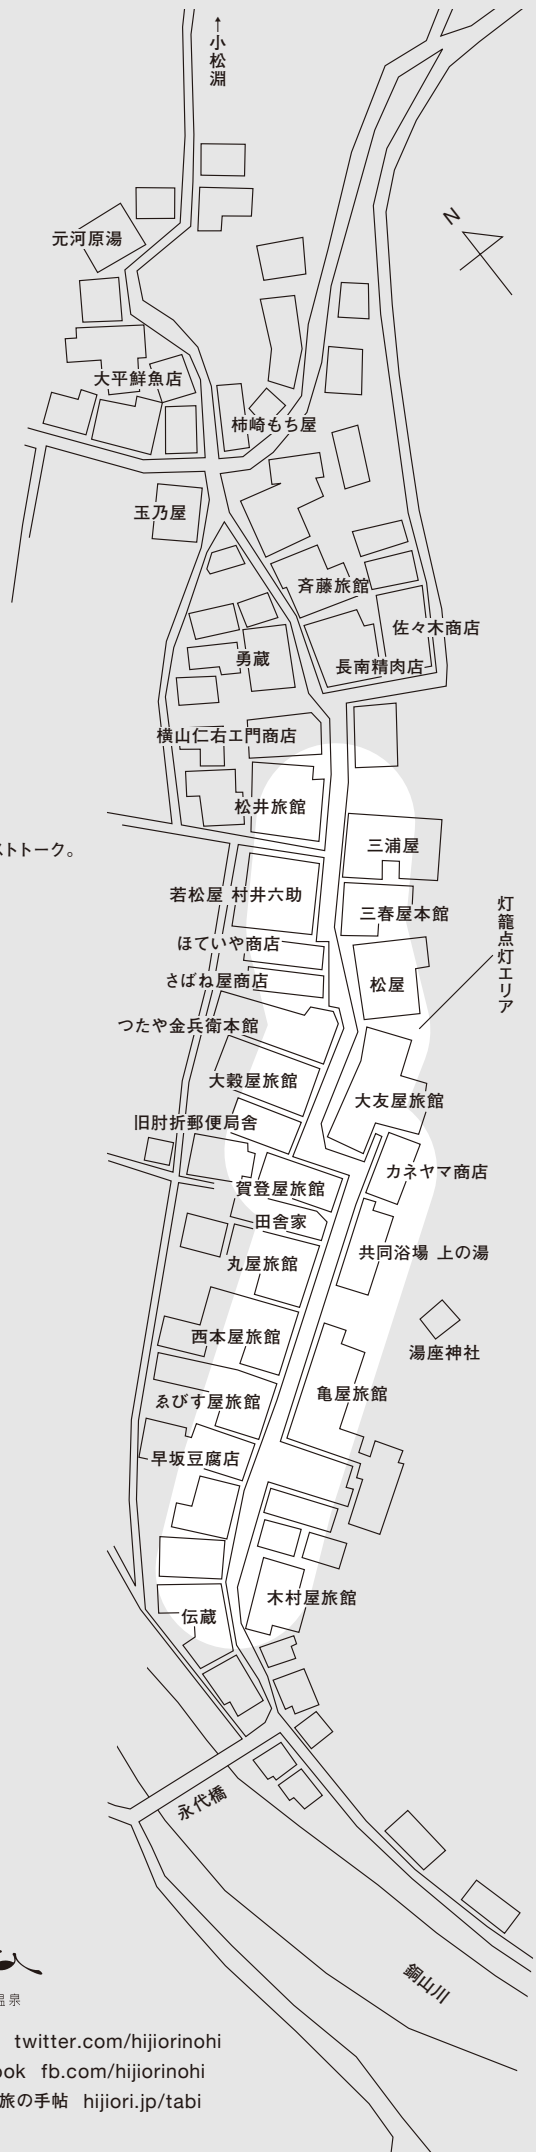 ↑小松淵
N
元河原湯
大平鮮魚店
柿崎もち屋
玉乃屋
斉藤旅館
佐々木商店
勇蔵
長南精肉店
横山仁右エ門商店
松井旅館
ストトーク。
三浦屋
若松屋 村井六助
三春屋本館
灯籠点灯エリア
ほていや商店
さばね屋商店
松屋
つたや金兵衛本館
大穀屋旅館
大友屋旅館
旧肘折郵便局舎
カネヤマ商店
賀登屋旅館
田舎家
共同浴場 上の湯
丸屋旅館
西本屋旅館
湯座神社
亀屋旅館
ゑびす屋旅館
早坂豆腐店
木村屋旅館
伝蔵
永代橋
銅山川
温泉
twitter.com/hijiorinohi
ook fb.com/hijiorinohi
旅の手帖 hijiori.jp/tabi